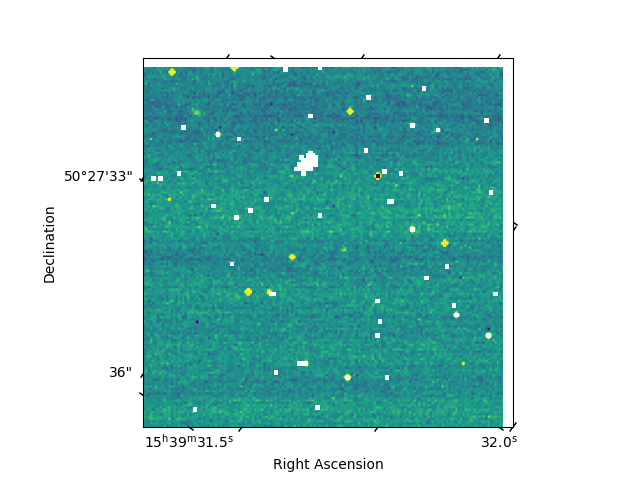 50°27'33"
Declination
36"
15ʰ39ᵐ31.5ˢ
32.0ˢ
Right Ascension